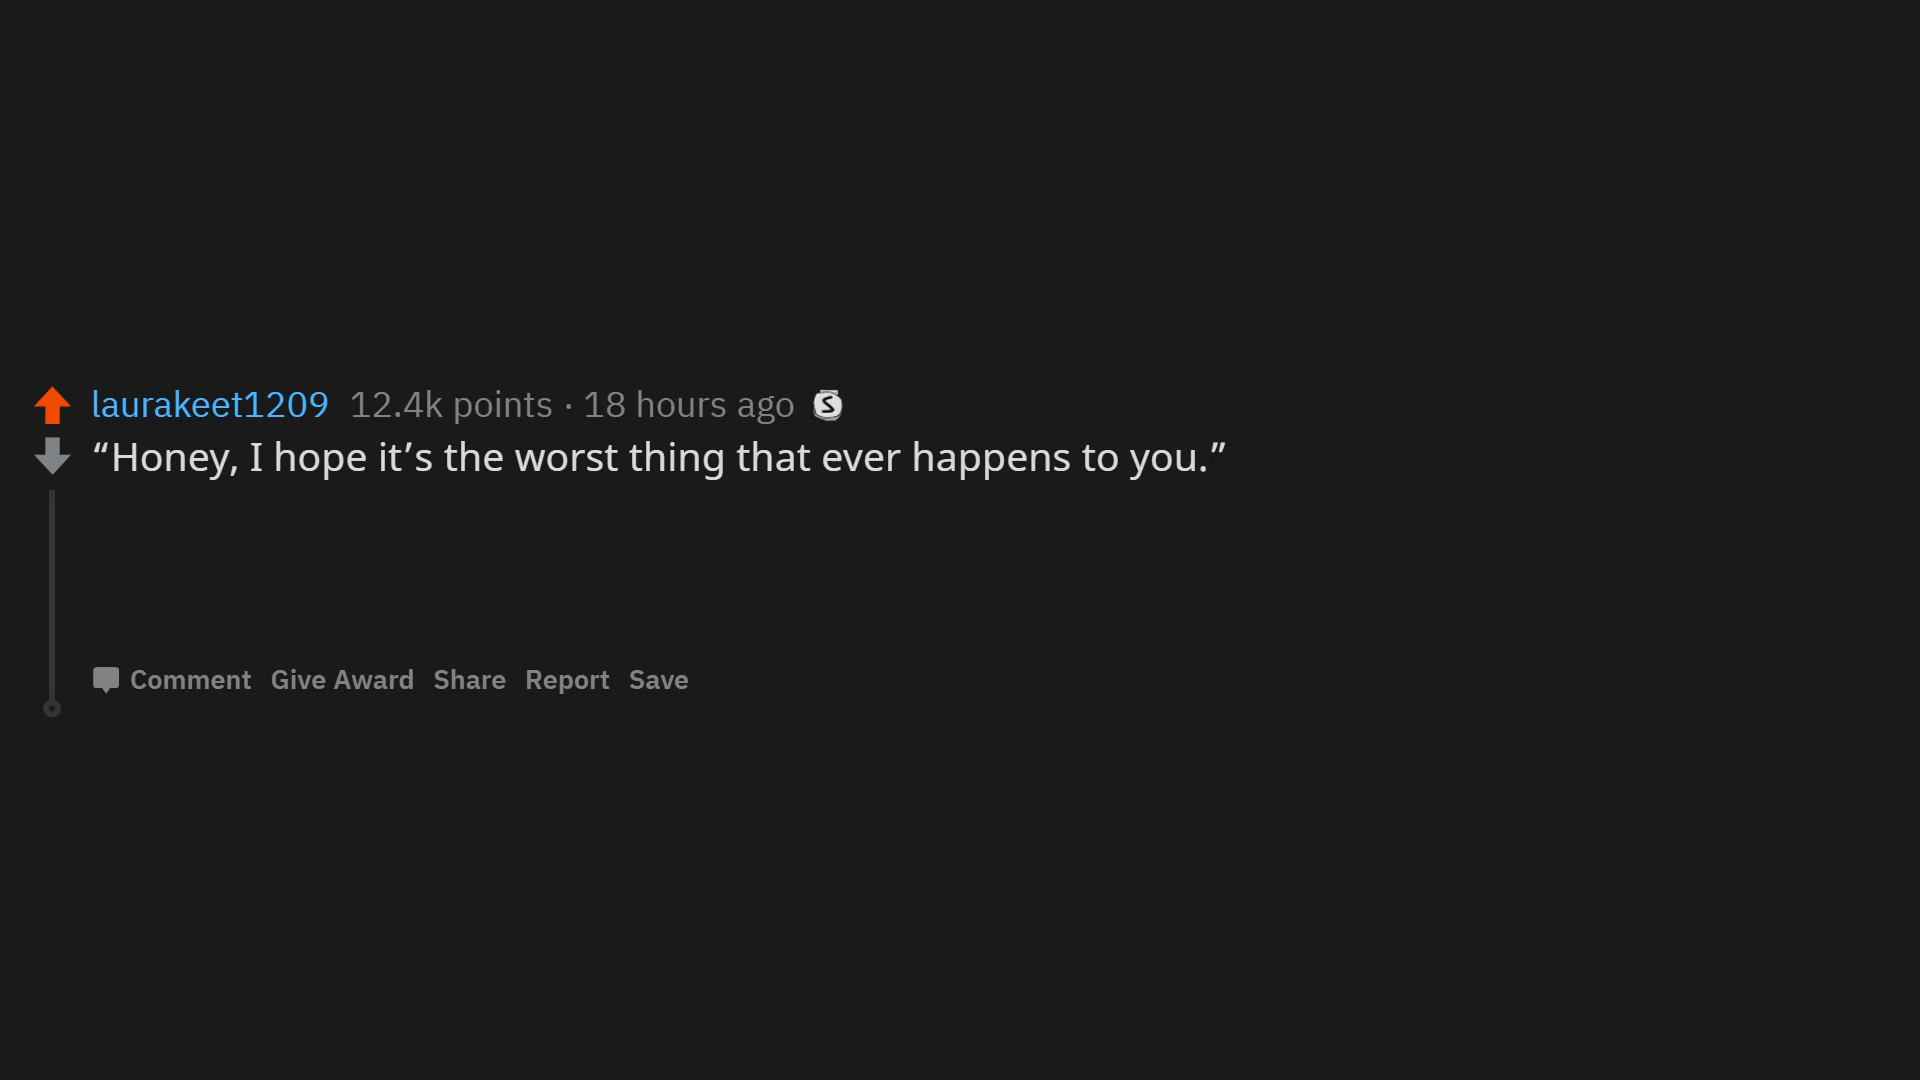 laurakeet1209 12.4k points · 18 hours ago S
“Honey, I hope it’s the worst thing that ever happens to you.”
Comment Give Award Share Report Save